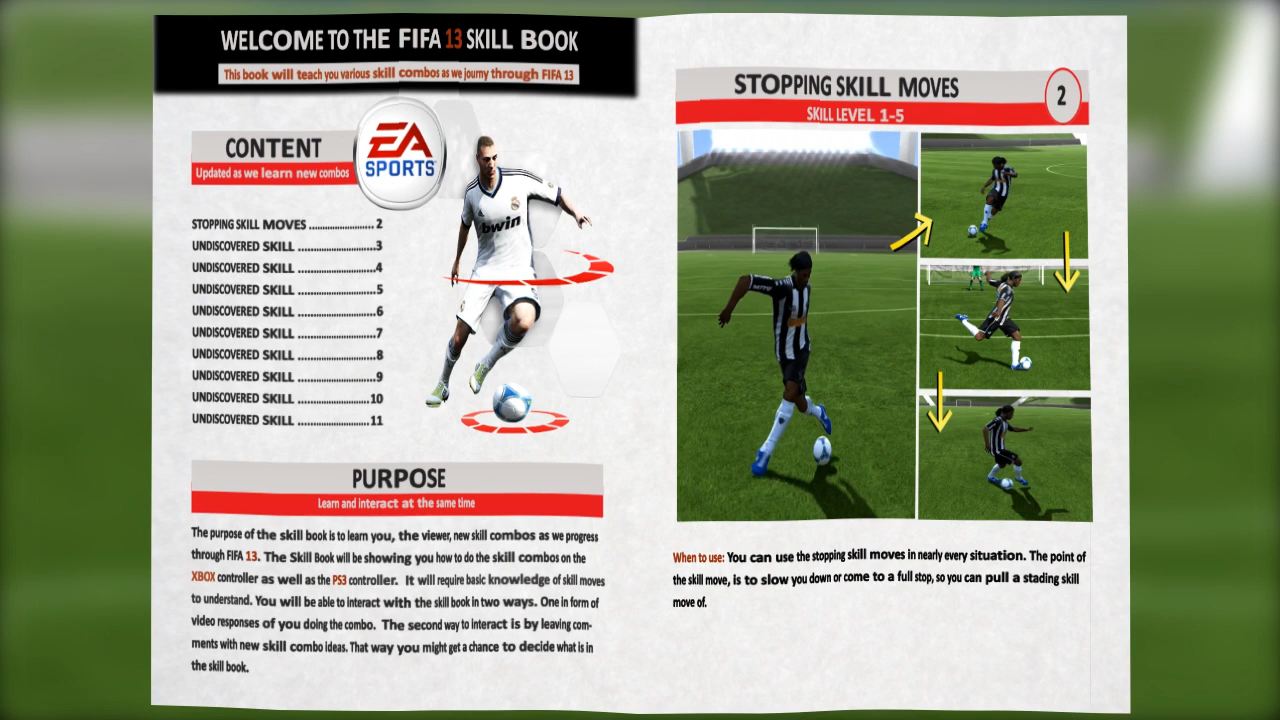 WELCOME TO THE FIFA 13 SKILL BOOK
This book will teach you various skill combos as we journy through FIFA 13
CONTENT
Updated as we learn new combos
EA
SPORTS
STOPPING SKILL MOVES .......................... 2
UNDISCOVERED SKILL ..............................3
UNDISCOVERED SKILL ..............................4
UNDISCOVERED SKILL ..............................5
UNDISCOVERED SKILL ..............................6
UNDISCOVERED SKILL ..............................7
UNDISCOVERED SKILL ..............................8
UNDISCOVERED SKILL ..............................9
UNDISCOVERED SKILL ............................10
UNDISCOVERED SKILL ............................11
bwin
PURPOSE
Learn and interact at the same time
The purpose of the skill book is to learn you, the viewer, new skill combos as we progress
through FIFA 13. The Skill Book will be showing you how to do the skill combos on the
XBOX controller as well as the PS3 controller. It will require basic knowledge of skill moves
to understand. You will be able to interact with the skill book in two ways. One in form of
video responses of you doing the combo. The second way to interact is by leaving com-
ments with new skill combo ideas. That way you might get a chance to decide what is in
the skill book.
STOPPING SKILL MOVES
SKILL LEVEL 1-5
2
When to use: You can use the stopping skill moves in nearly every situation. The point of
the skill move, is to slow you down or come to a full stop, so you can pull a stading skill
move of.